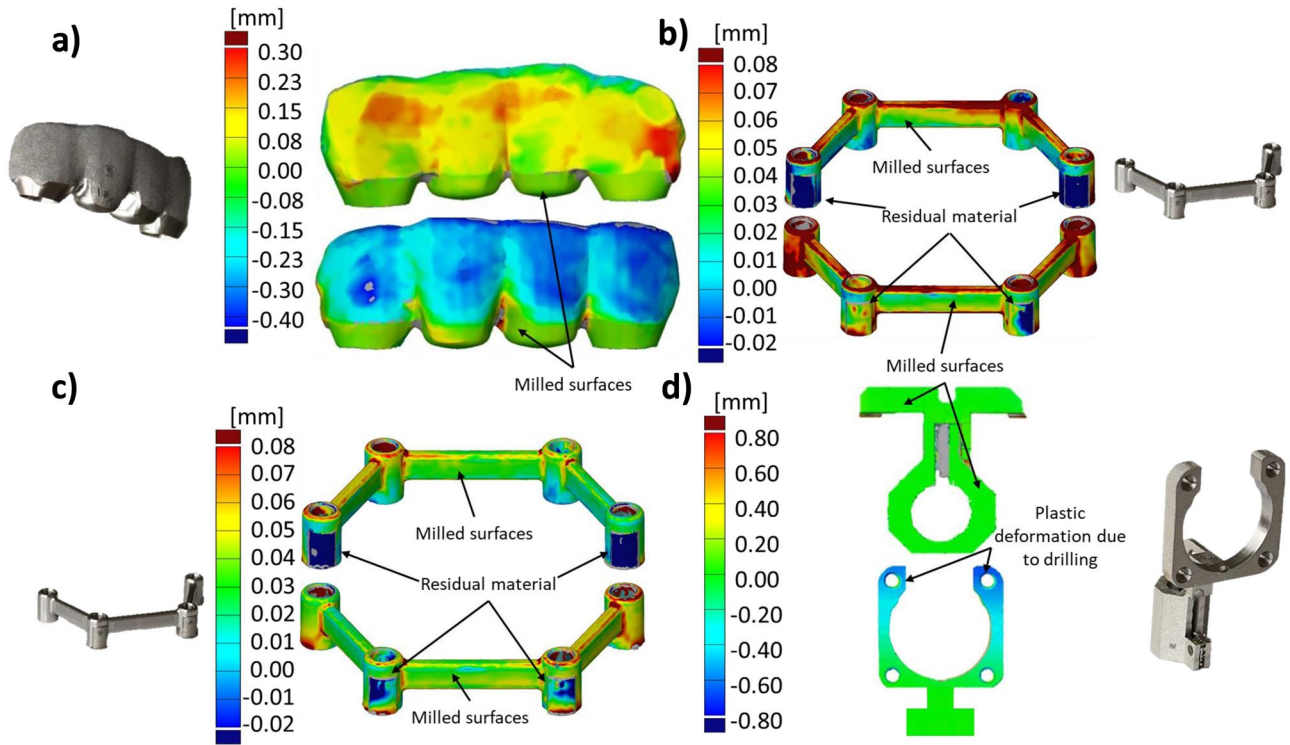 a)
[mm]
0.30
0.23
0.15
0.08
0.00
-0.08
-0.15
-0.23
-0.30
-0.40
Milled surfaces
b)
[mm]
0.08
0.07
0.06
0.05
0.04
0.03
0.02
0.01
0.00
-0.01
-0.02
Milled surfaces
Residual material
Milled surfaces
c)
[mm]
0.08
0.07
0.06
0.05
0.04
0.03
0.02
0.01
0.00
-0.01
-0.02
Milled surfaces
Residual material
Milled surfaces
d)
[mm]
0.80
0.60
0.40
0.20
0.00
-0.20
-0.40
-0.60
-0.80
Plastic
deformation due
to drilling